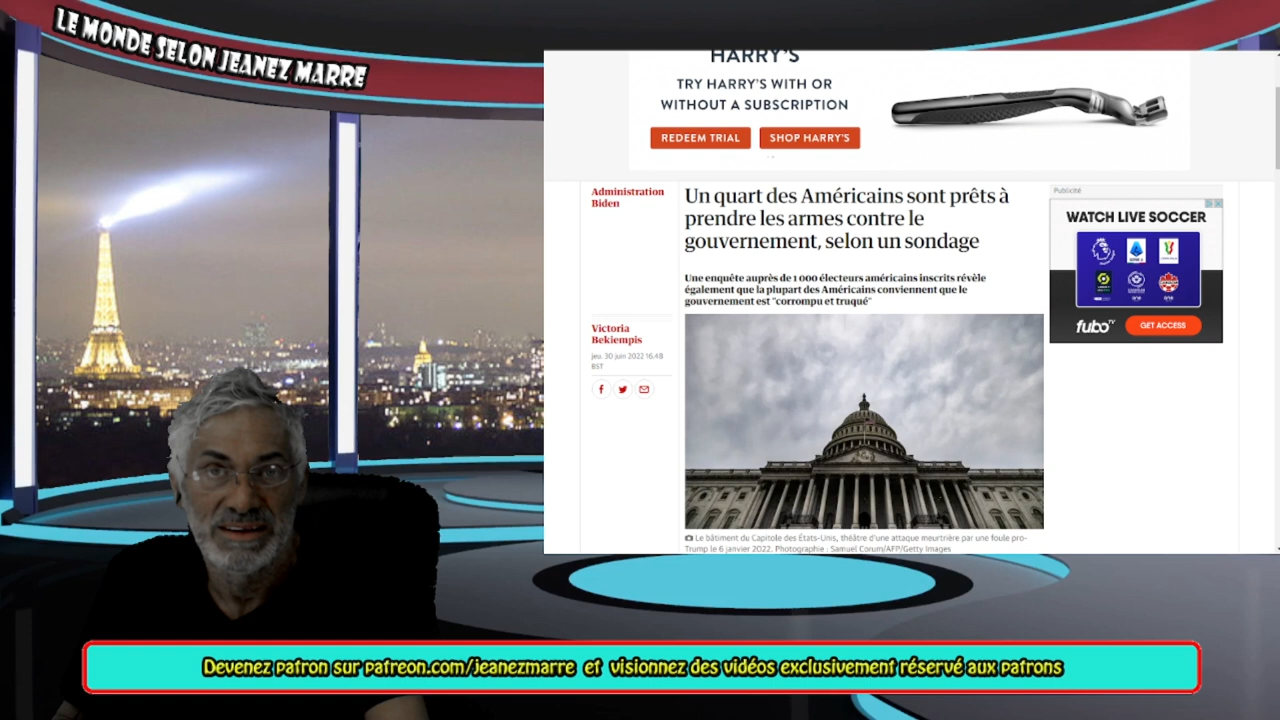 LE MONDE SELON JEANEZ MARRE
HARRY'S
TRY HARRY'S WITH OR
WITHOUT A SUBSCRIPTION
REDEEM TRIAL
SHOP HARRY'S
Administration
Biden
Un quart des Américains sont prêts à
prendre les armes contre le
gouvernement, selon un sondage
Une enquête auprès de 1 000 électeurs américains inscrits révèle
également que la plupart des Américains conviennent que le
gouvernement est "corrompu et truqué"
Victoria
Bekiempis
jeu. 30 juin 2022 16.48
BST
Le bâtiment du Capitole des États-Unis, théâtre d'une attaque meurtrière par une foule pro-
Trump le 6 janvier 2022. Photographie : Samuel Corum/AFP/Getty Images
Publicité
WATCH LIVE SOCCER
fuboTV
GET ACCESS
Devenez patron sur patreon.com/jeanezmarre et visionnez des vidéos exclusivement réservé aux patrons